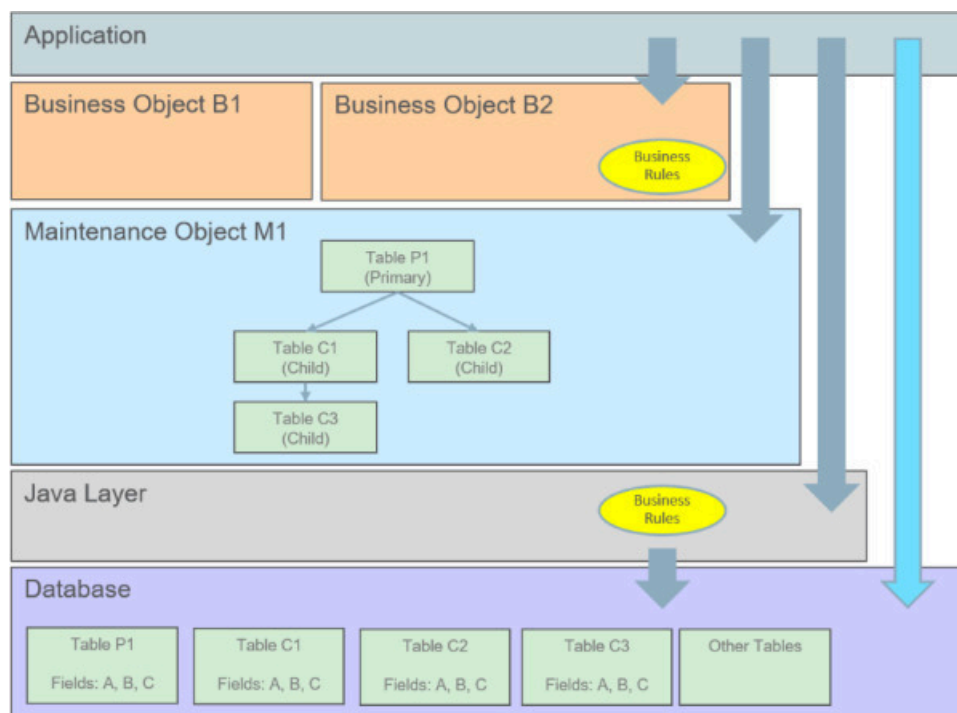 Application
Business Object B1
Business Object B2
Business
Rules
Maintenance Object M1
Table P1
(Primary)
Table C1
(Child)
Table C2
(Child)
Table C3
(Child)
Java Layer
Business
Rules
Database
Table P1
Fields: A, B, C
Table C1
Fields: A, B, C
Table C2
Fields: A, B, C
Table C3
Fields: A, B, C
Other Tables